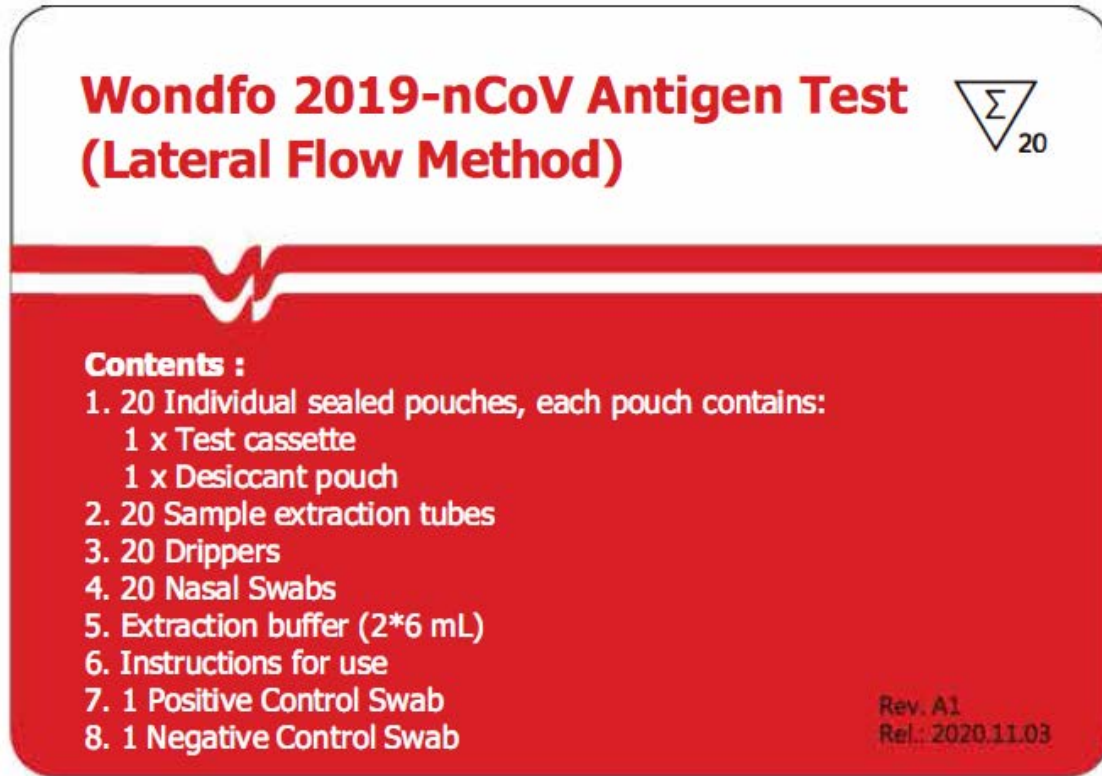 Wondfo 2019-nCoV Antigen Test
(Lateral Flow Method)
Σ
20
Contents :
1. 20 Individual sealed pouches, each pouch contains:
1 x Test cassette
1 x Desiccant pouch
2. 20 Sample extraction tubes
3. 20 Drippers
4. 20 Nasal Swabs
5. Extraction buffer (2*6 mL)
6. Instructions for use
7. 1 Positive Control Swab
8. 1 Negative Control Swab
Rev. A1
Rel.: 2020.11.03